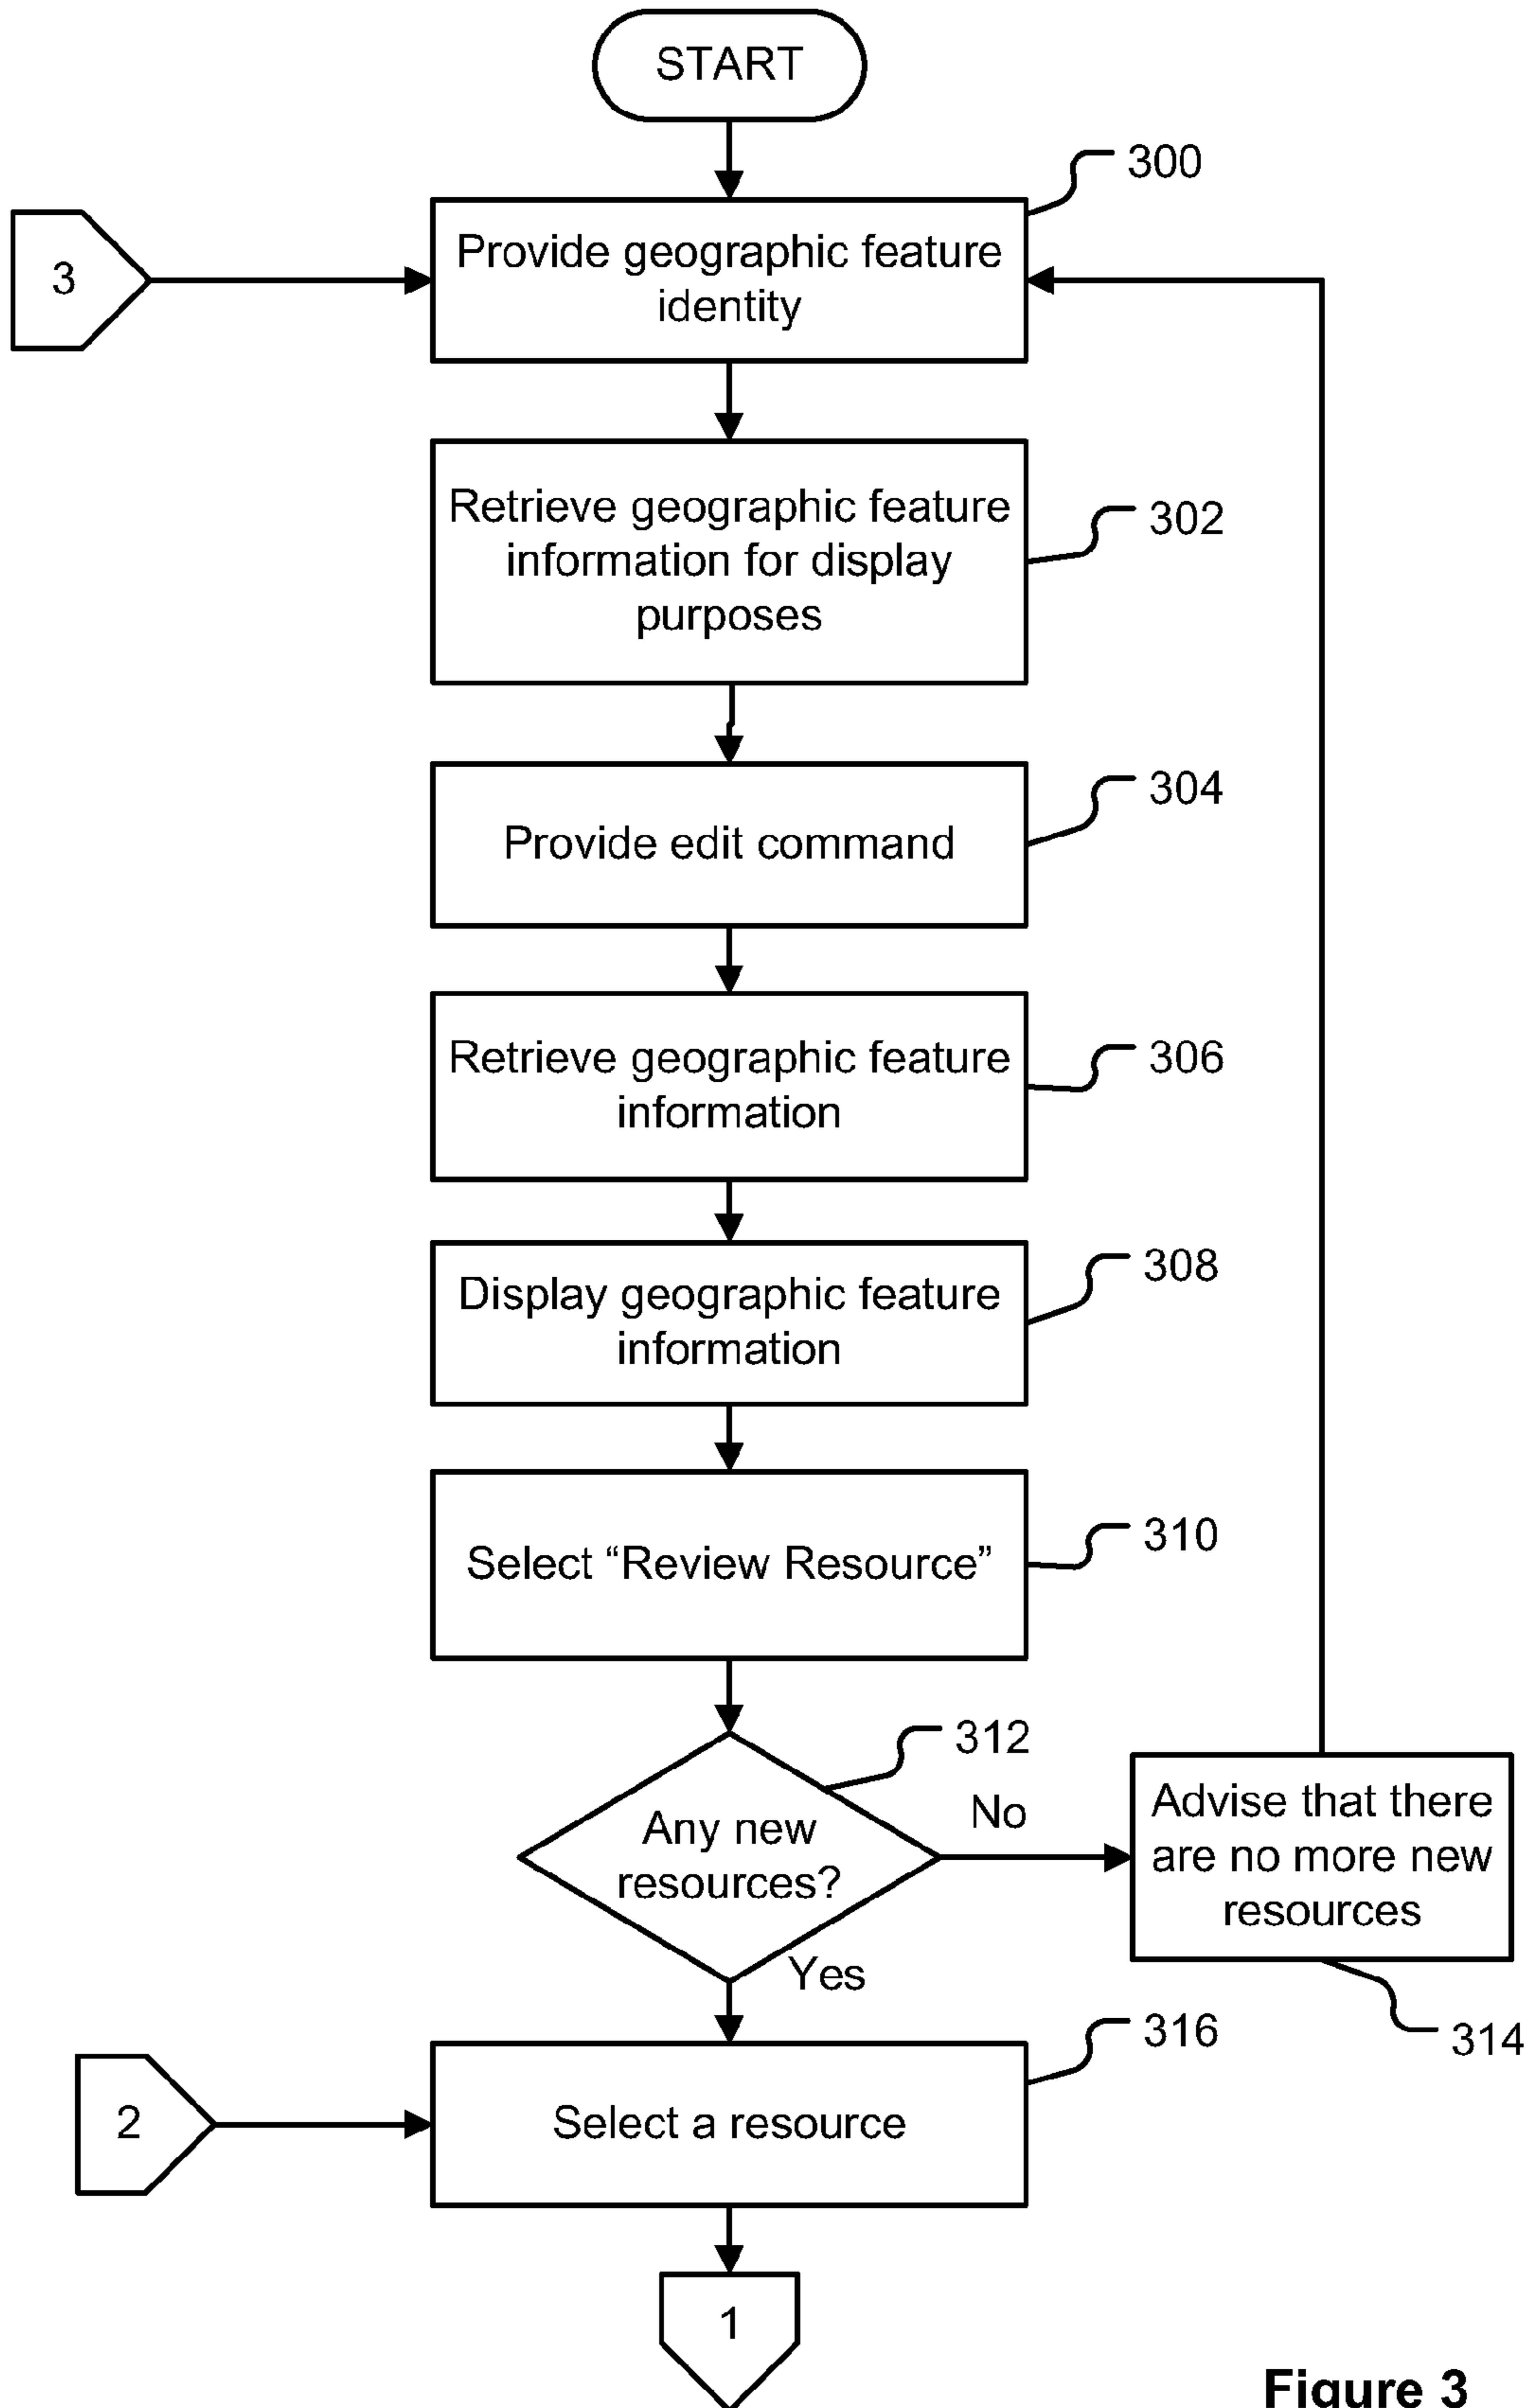 START
300
3
Provide geographic feature
identity
Retrieve geographic feature
information for display
purposes
302
304
Provide edit command
Retrieve geographic feature
information
306
308
Display geographic feature
information
310
Select “Review Resource”
312
Any new
resources?
No
Advise that there
are no more new
resources
Yes
316
314
2
Select a resource
1
Figure 3